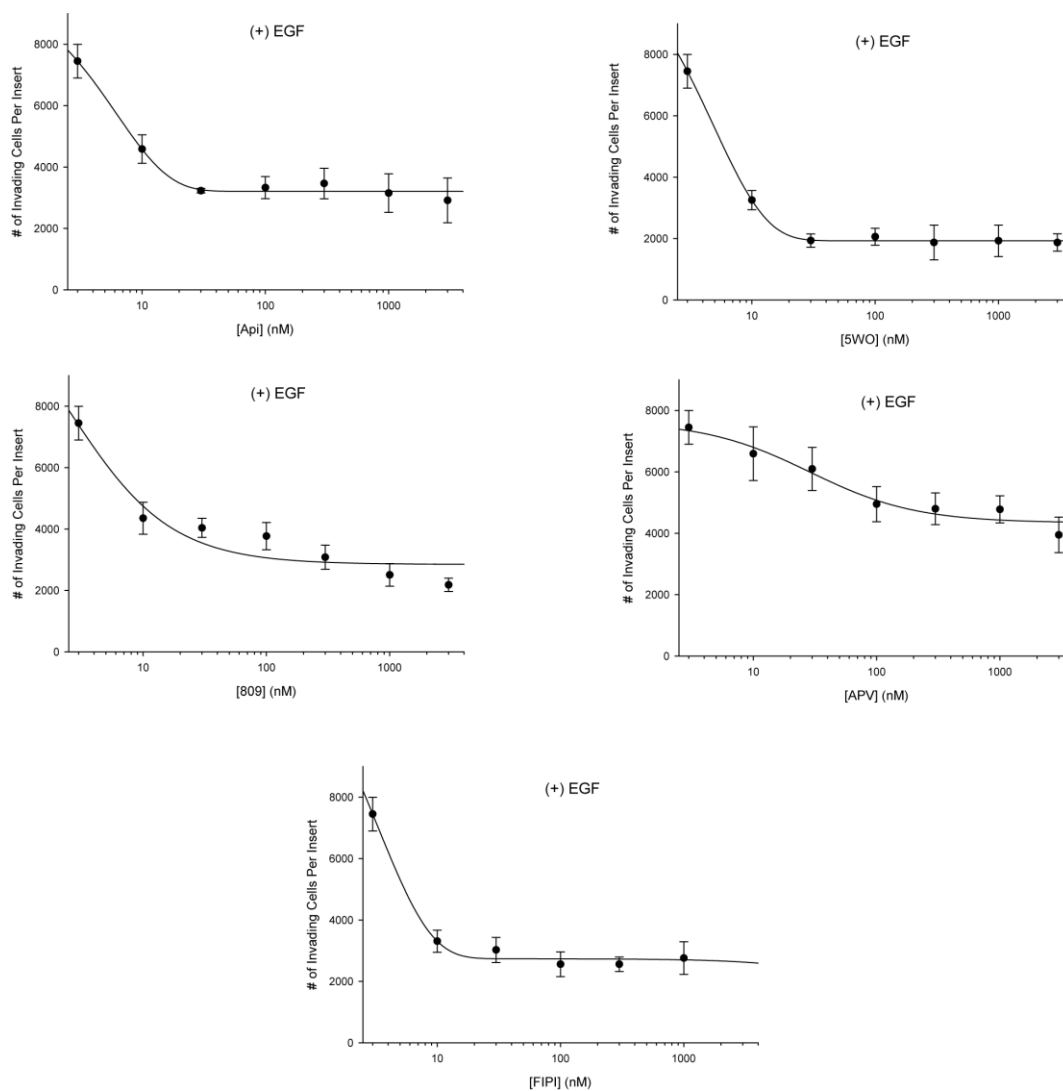 (+) EGF
# of Invading Cells Per Insert
8000
6000
4000
2000
0
10
100
1000
[Api] (nM)
(+) EGF
# of Invading Cells Per Insert
8000
6000
4000
2000
0
10
100
1000
[5WO] (nM)
(+) EGF
# of Invading Cells Per Insert
8000
6000
4000
2000
0
10
100
1000
[809] (nM)
(+) EGF
# of Invading Cells Per Insert
8000
6000
4000
2000
0
10
100
1000
[APV] (nM)
(+) EGF
# of Invading Cells Per Insert
8000
6000
4000
2000
0
10
100
1000
[FIPI] (nM)